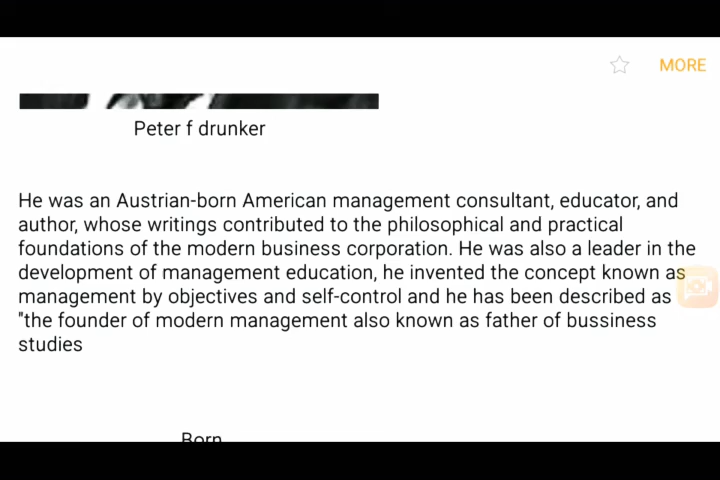 MORE
Peter f drunker
He was an Austrian-born American management consultant, educator, and
author, whose writings contributed to the philosophical and practical
foundations of the modern business corporation. He was also a leader in the
development of management education, he invented the concept known as
management by objectives and self-control and he has been described as
"the founder of modern management also known as father of bussiness
studies
Born